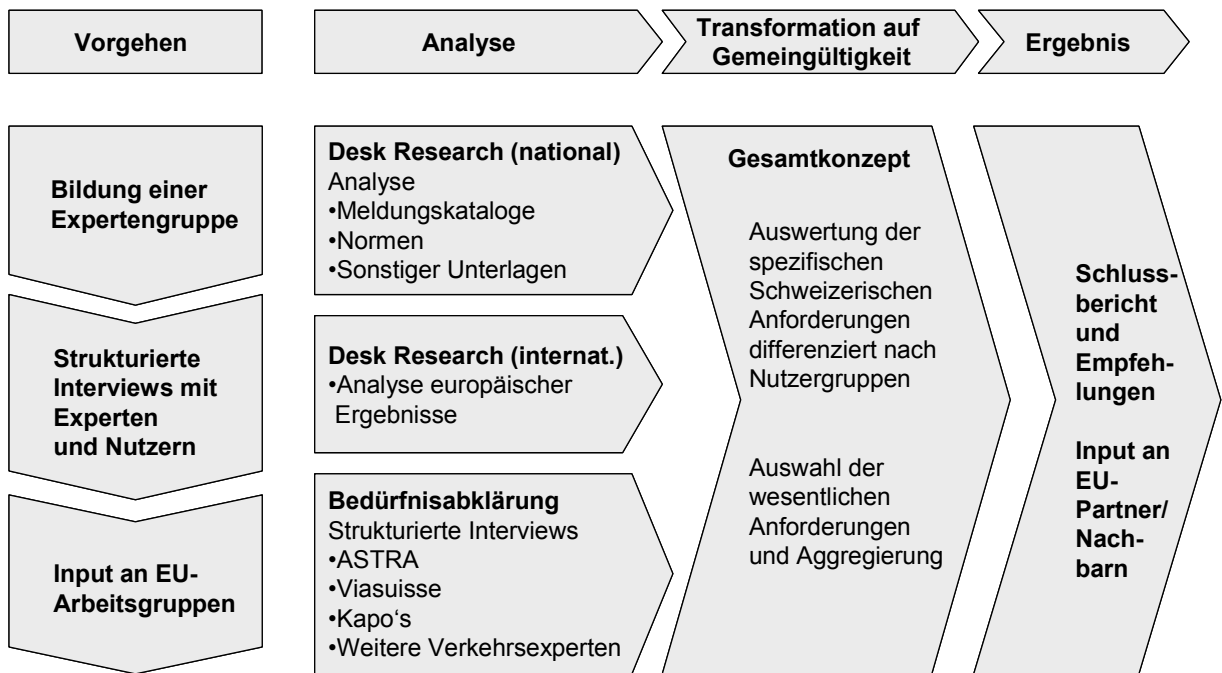 Vorgehen
Analyse
Transformation auf
Gemeingültigkeit
Ergebnis
Bildung einer
Expertengruppe
Strukturierte
Interviews mit
Experten
und Nutzern
Input an EU-
Arbeitsgruppen
Desk Research (national)
Analyse
•Meldungskataloge
•Normen
•Sonstiger Unterlagen
Desk Research (internat.)
•Analyse europäischer
Ergebnisse
Bedürfnisabklärung
Strukturierte Interviews
•ASTRA
•Viasuisse
•Kapo‘s
•Weitere Verkehrsexperten
Gesamtkonzept
Auswertung der
spezifischen
Schweizerischen
Anforderungen
differenziert nach
Nutzergruppen
Auswahl der
wesentlichen
Anforderungen
und Aggregierung
Schluss-
bericht
und
Empfeh-
lungen
Input an
EU-
Partner/
Nach-
barn